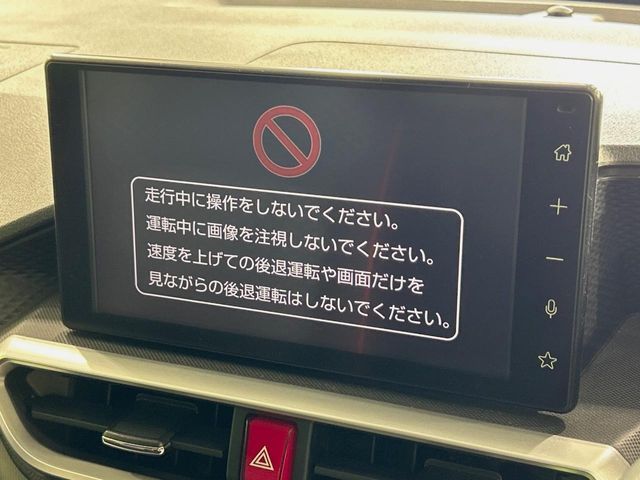 走行中に操作をしないでください。
運転中に画像を注視しないでください。
速度を上げての後退運転や画面だけを
見ながらの後退運転はしないでください。